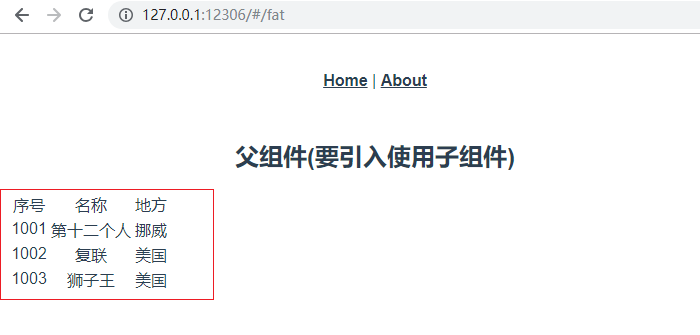 127.0.0.1:12306/#/fat
Home | About
父组件(要引入使用子组件)
序号 名称 地方
1001 第十二个人 挪威
1002 复联 美国
1003 狮子王 美国